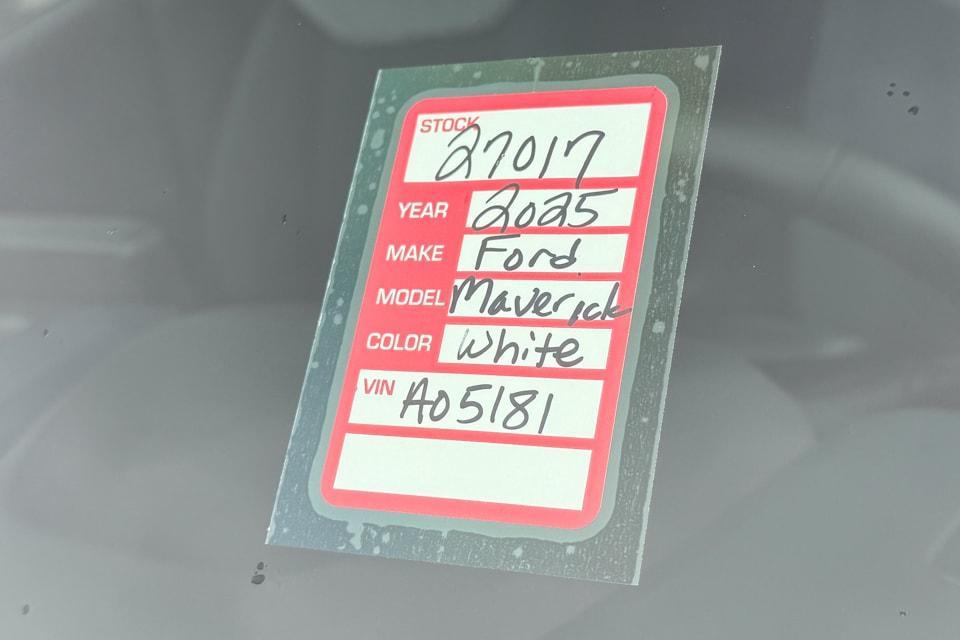 STOCK
27017
YEAR 2025
MAKE Ford
MODEL Maverick
COLOR White
VIN A05181